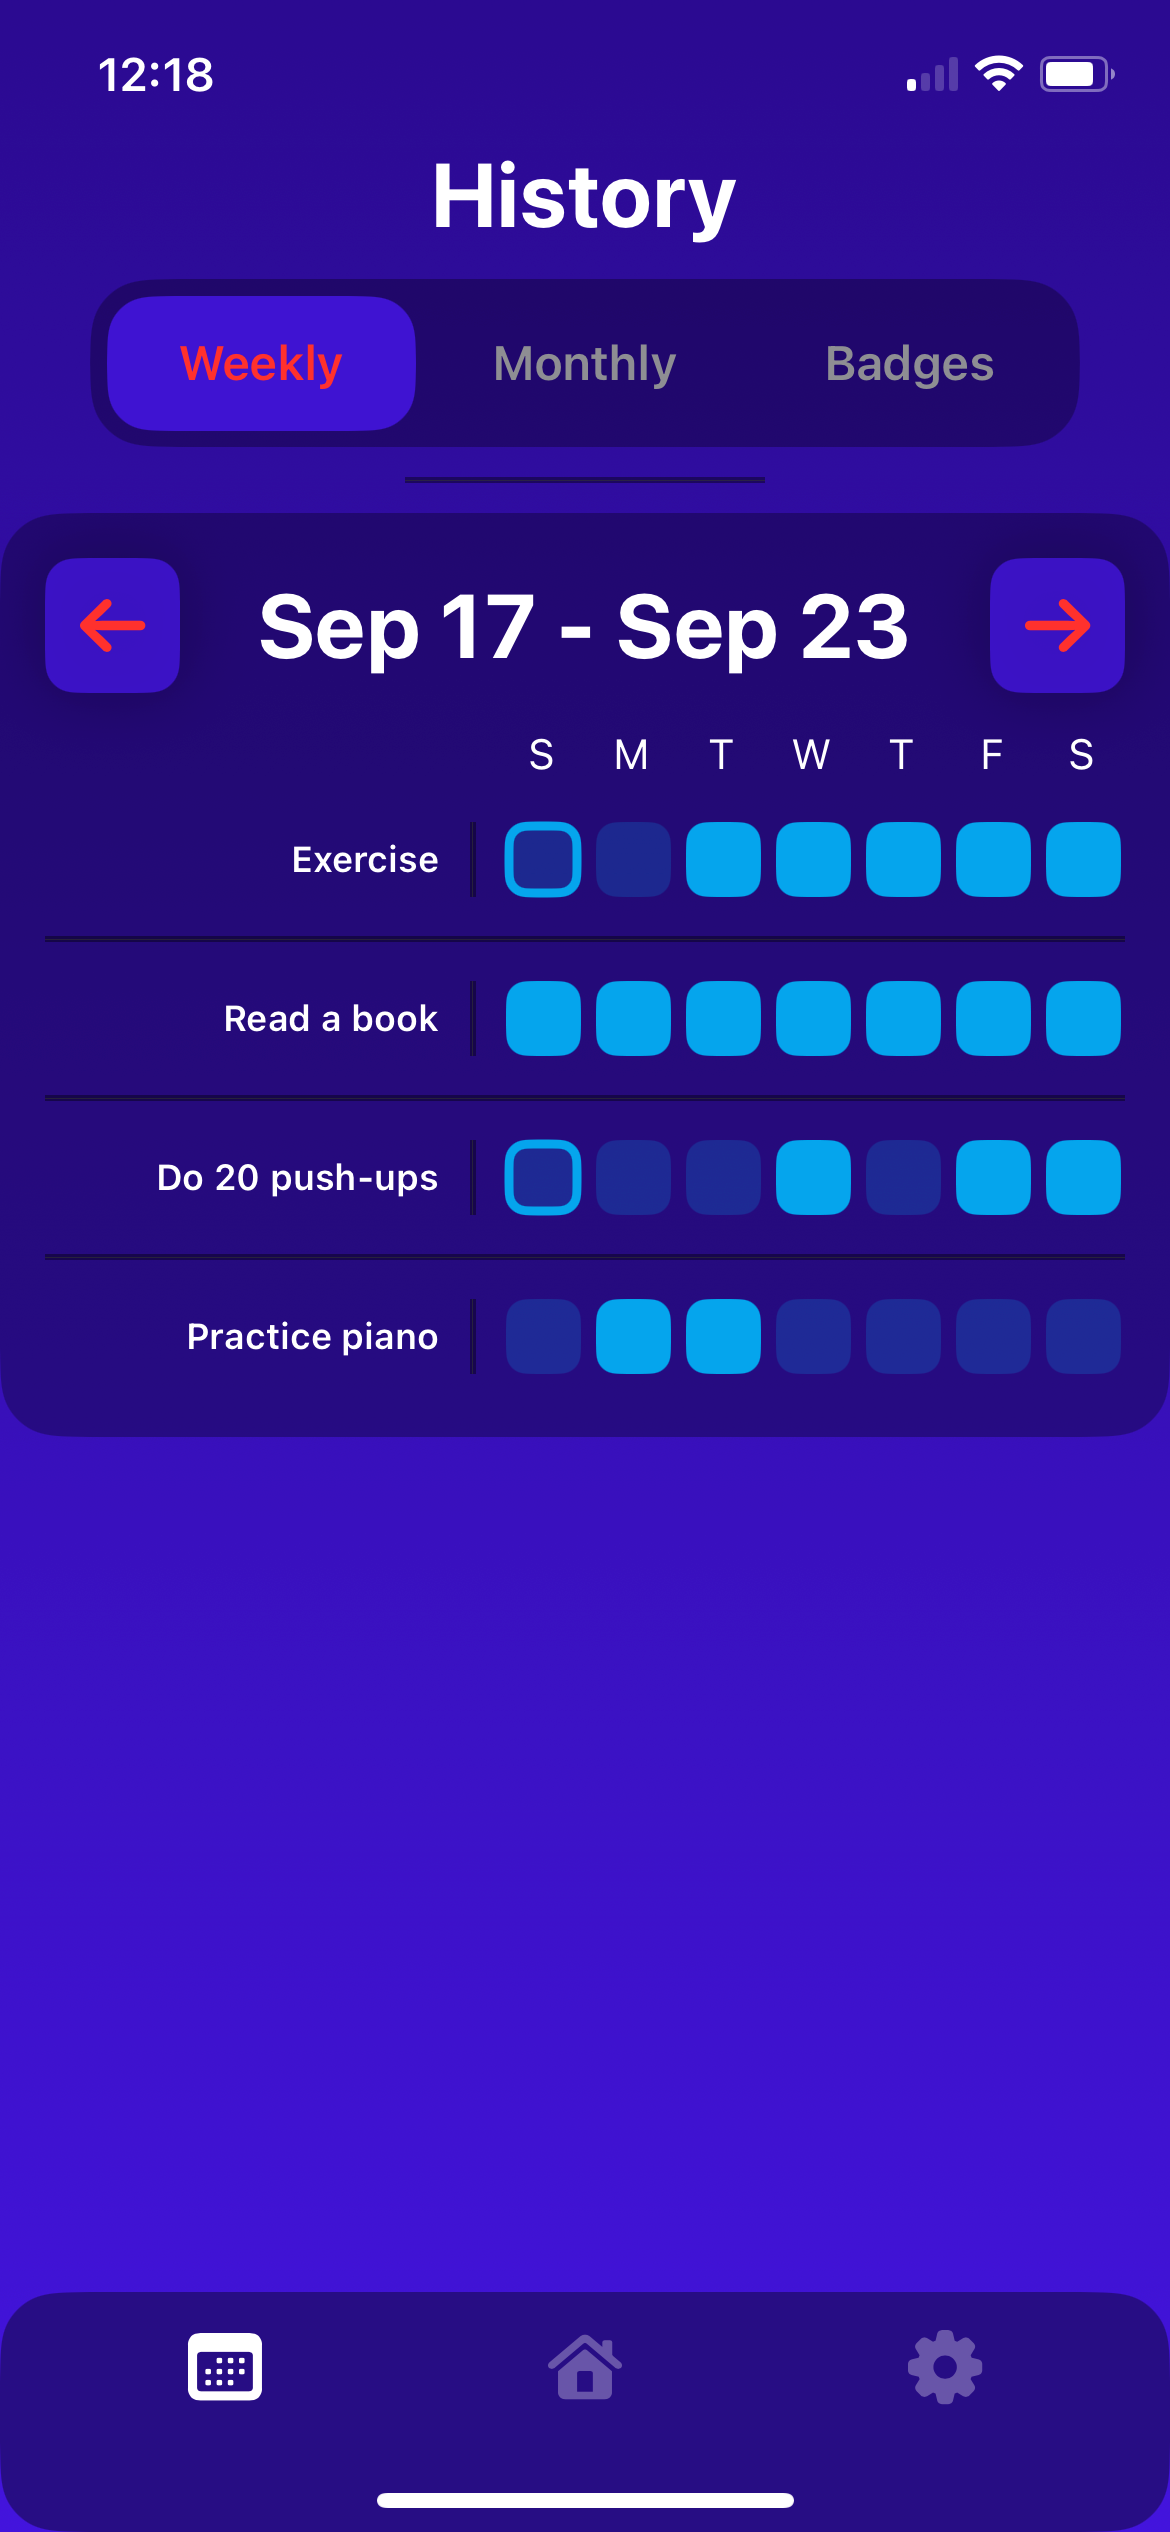 12:18
History
Weekly Monthly Badges
Sep 17 - Sep 23
S M T W T F S
Exercise
Read a book
Do 20 push-ups
Practice piano